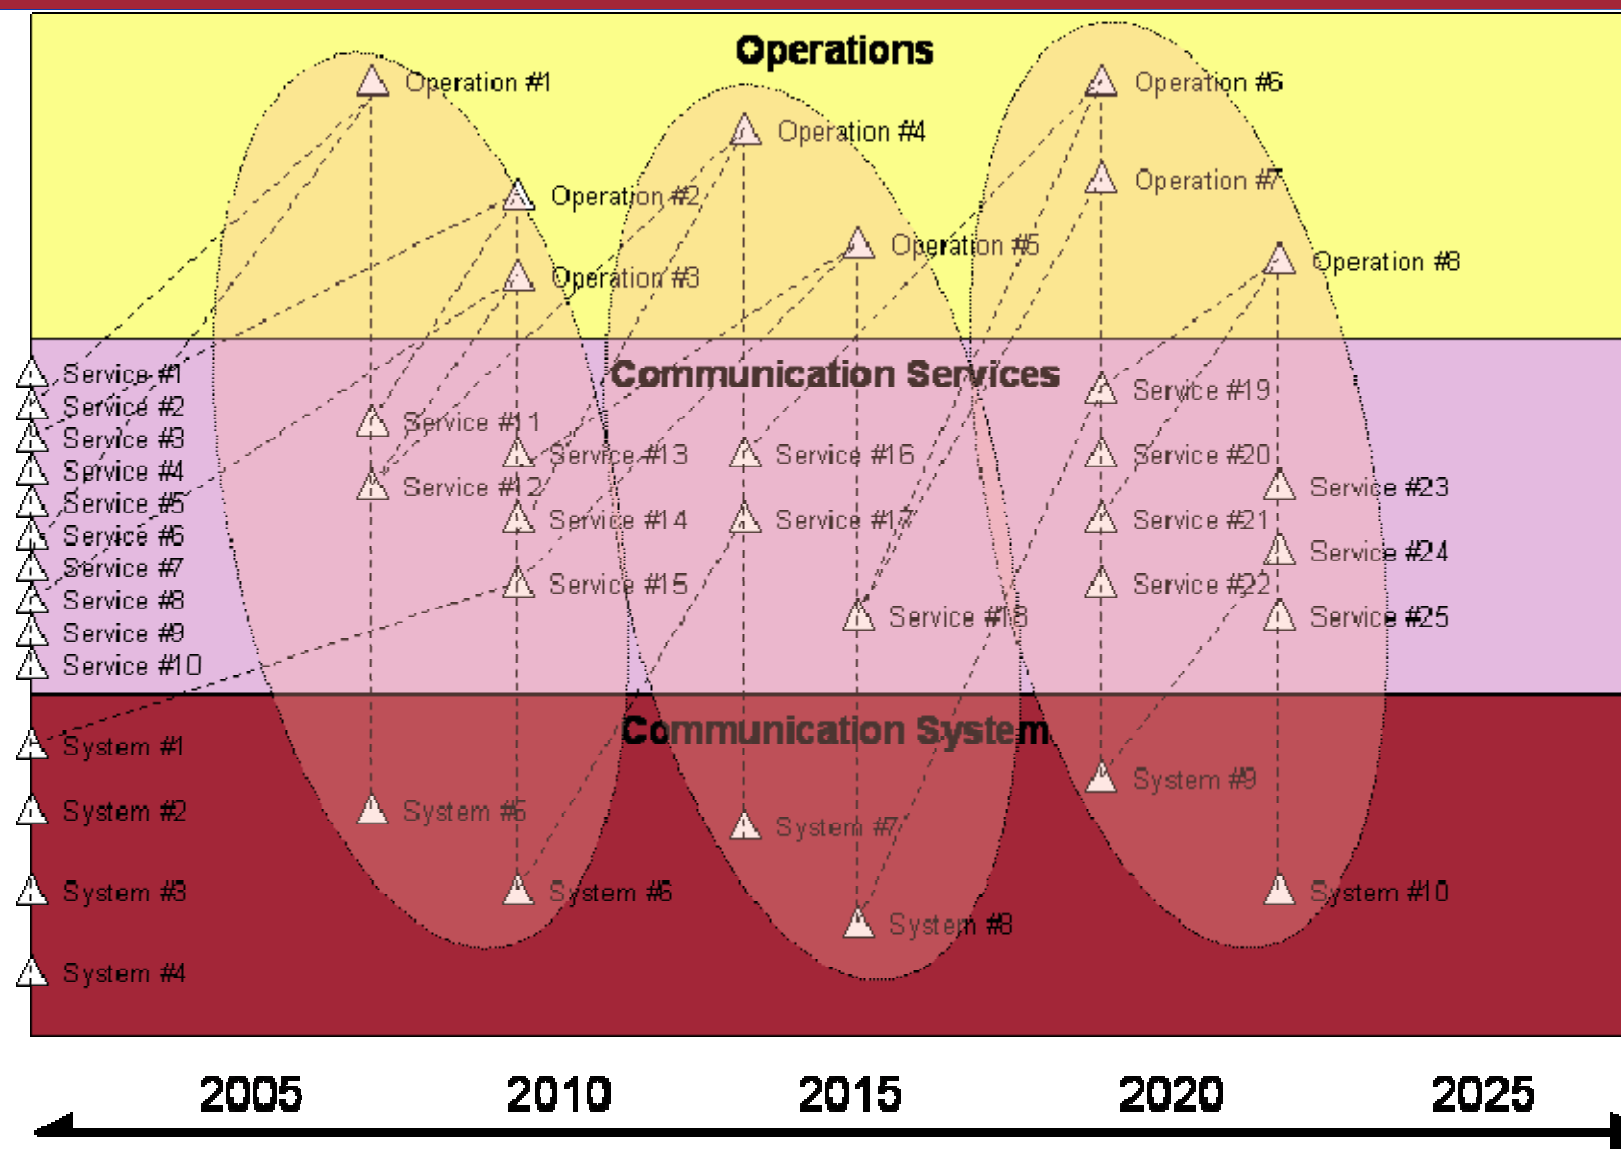 Operations
Operation #1
Operation #2
Operation #3
Operation #4
Operation #5
Operation #6
Operation #7
Operation #8
Communication Services
Service #1
Service #2
Service #3
Service #4
Service #5
Service #6
Service #7
Service #8
Service #9
Service #10
Service #11
Service #12
Service #13
Service #14
Service #15
Service #16
Service #17
Service #18
Service #19
Service #20
Service #21
Service #22
Service #23
Service #24
Service #25
Communication System
System #1
System #2
System #3
System #4
System #5
System #6
System #7
System #8
System #9
System #10
2005 2010 2015 2020 2025